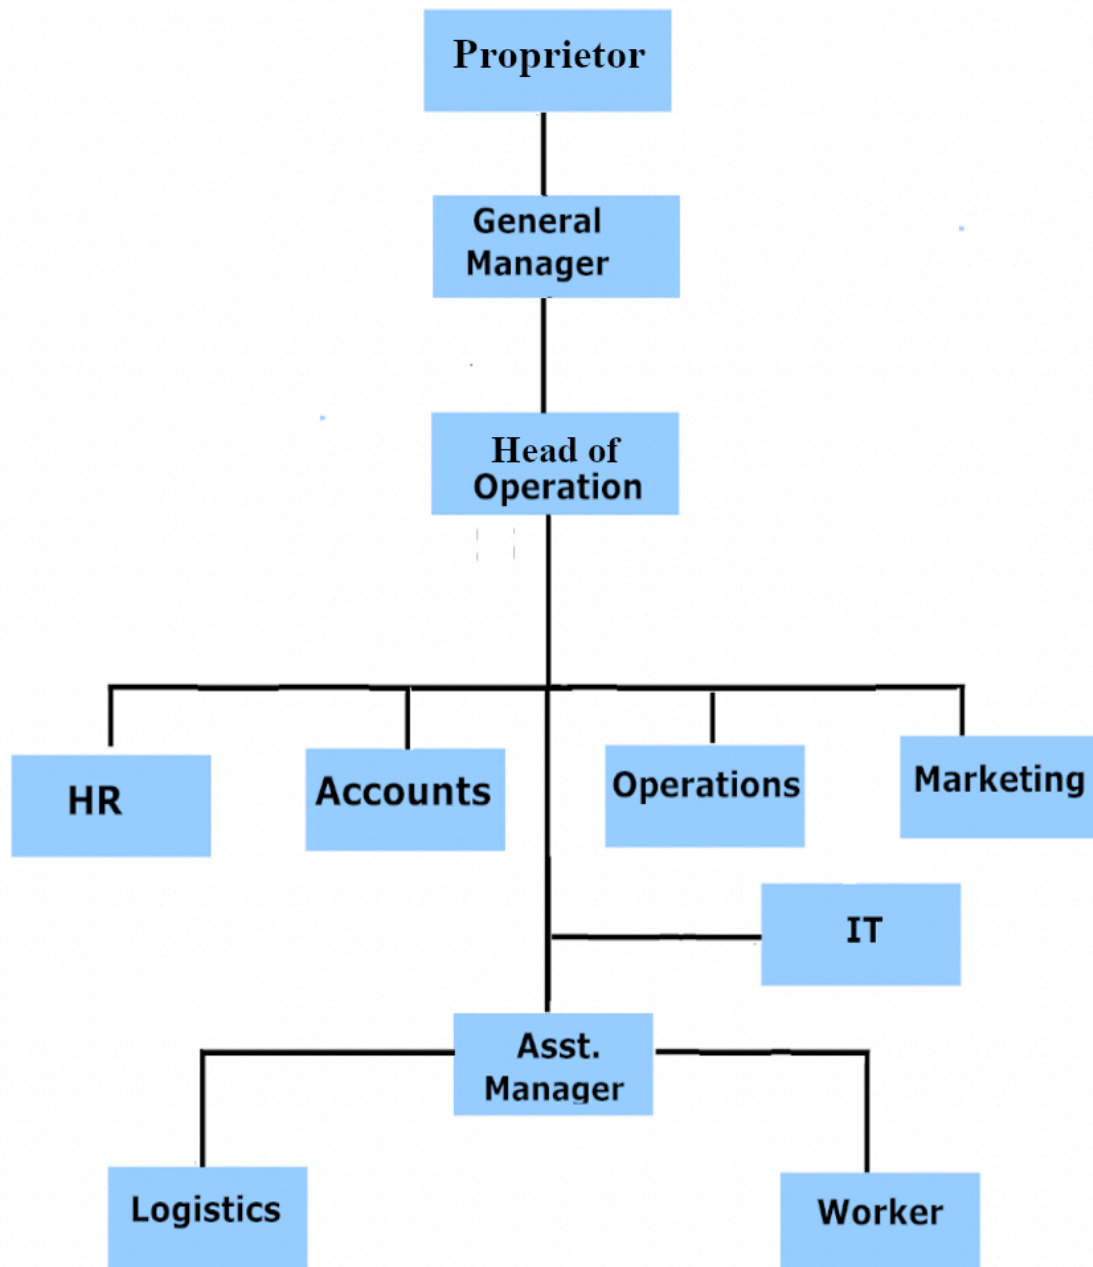 Proprietor
General
Manager
Head of
Operation
HR
Accounts
Operations
Marketing
IT
Asst.
Manager
Logistics
Worker